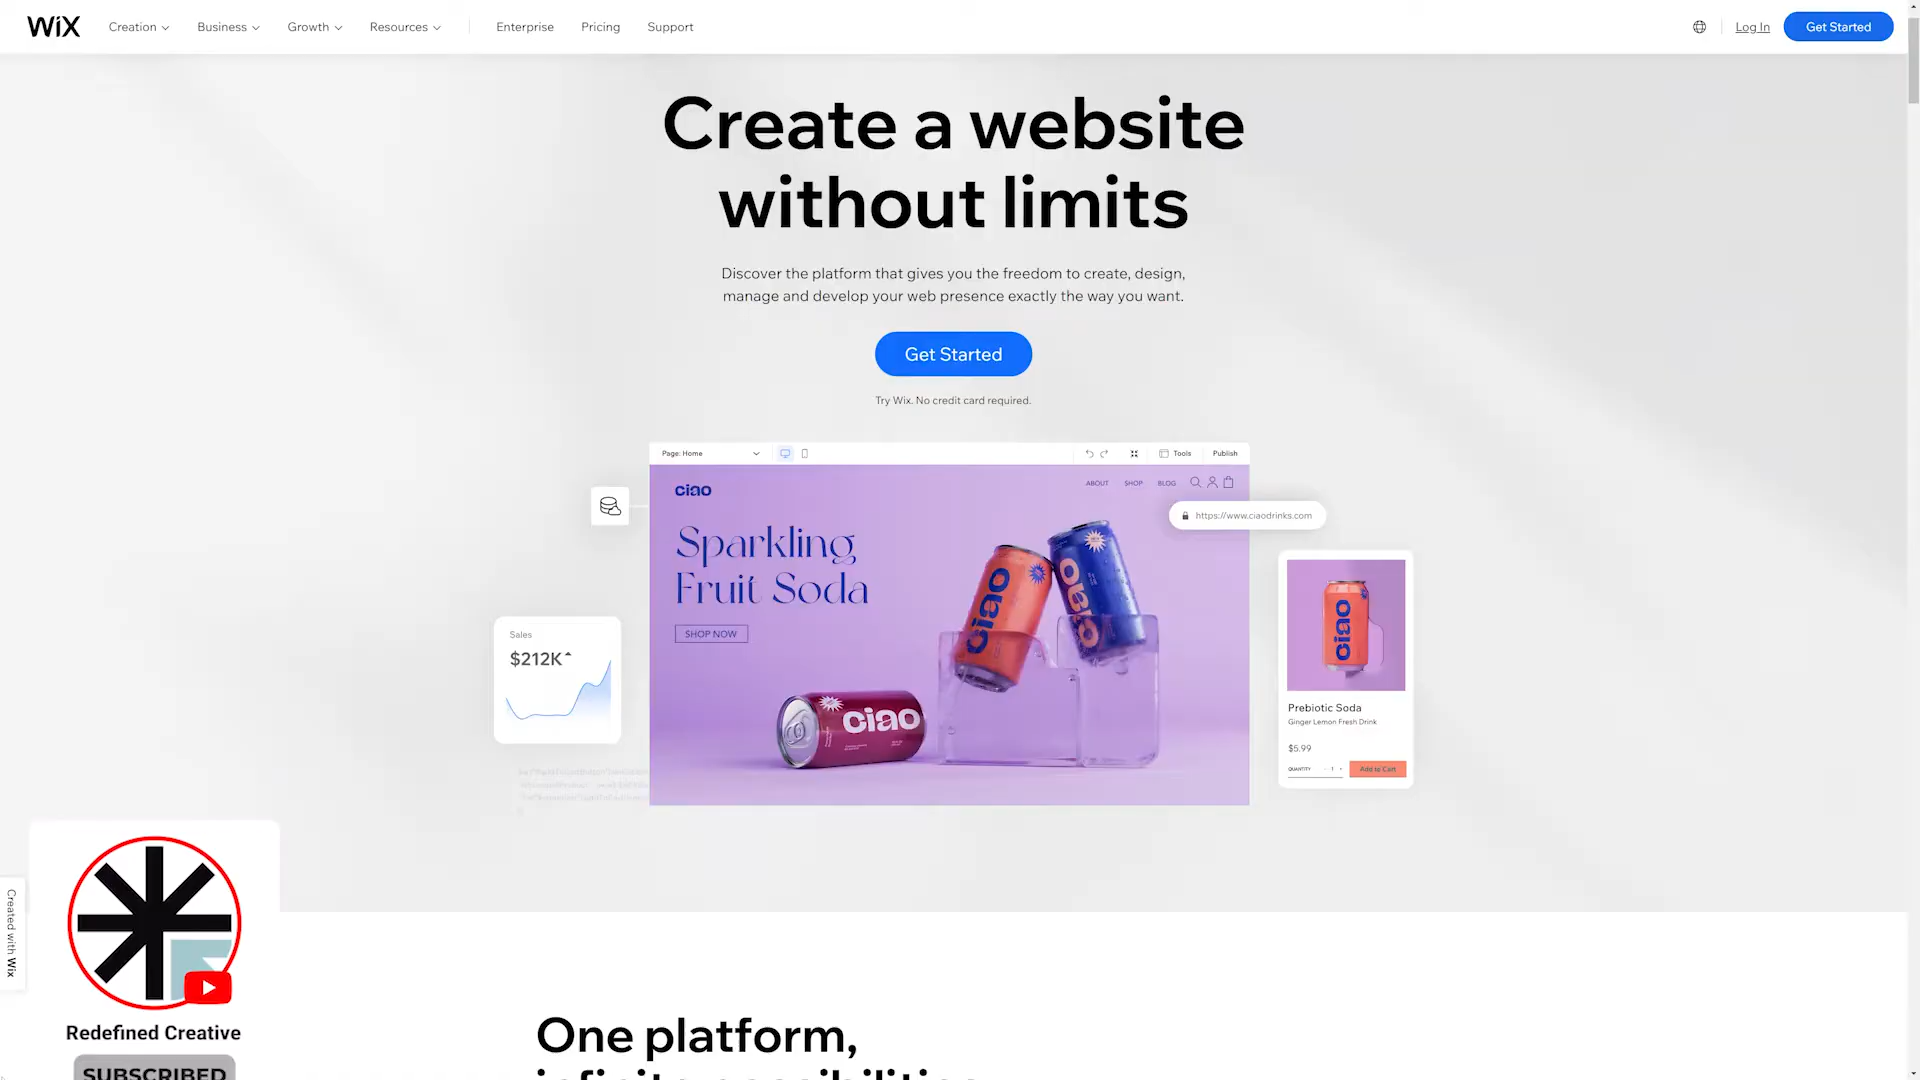 WiX
Creation
Business
Growth
Resources
Enterprise
Pricing
Support
Log In
Get Started
Create a website
without limits
Discover the platform that gives you the freedom to create, design,
manage and develop your web presence exactly the way you want.
Get Started
Try Wix. No credit card required.
Page: Home
Tools
Publish
ciao
ABOUT
SHOP
BLOG
https://www.ciaodrinks.com
Sparkling
Fruit Soda
SHOP NOW
ciao
ciao
ciao
Sales
$212K
ciao
Prebiotic Soda
Ginger Lemon Fresh Drink
$5.99
QUANTITY
- 1 +
Add to Cart
Created with Wix
Redefined Creative
SUBSCRIBED
One platform,
infinite possibilities